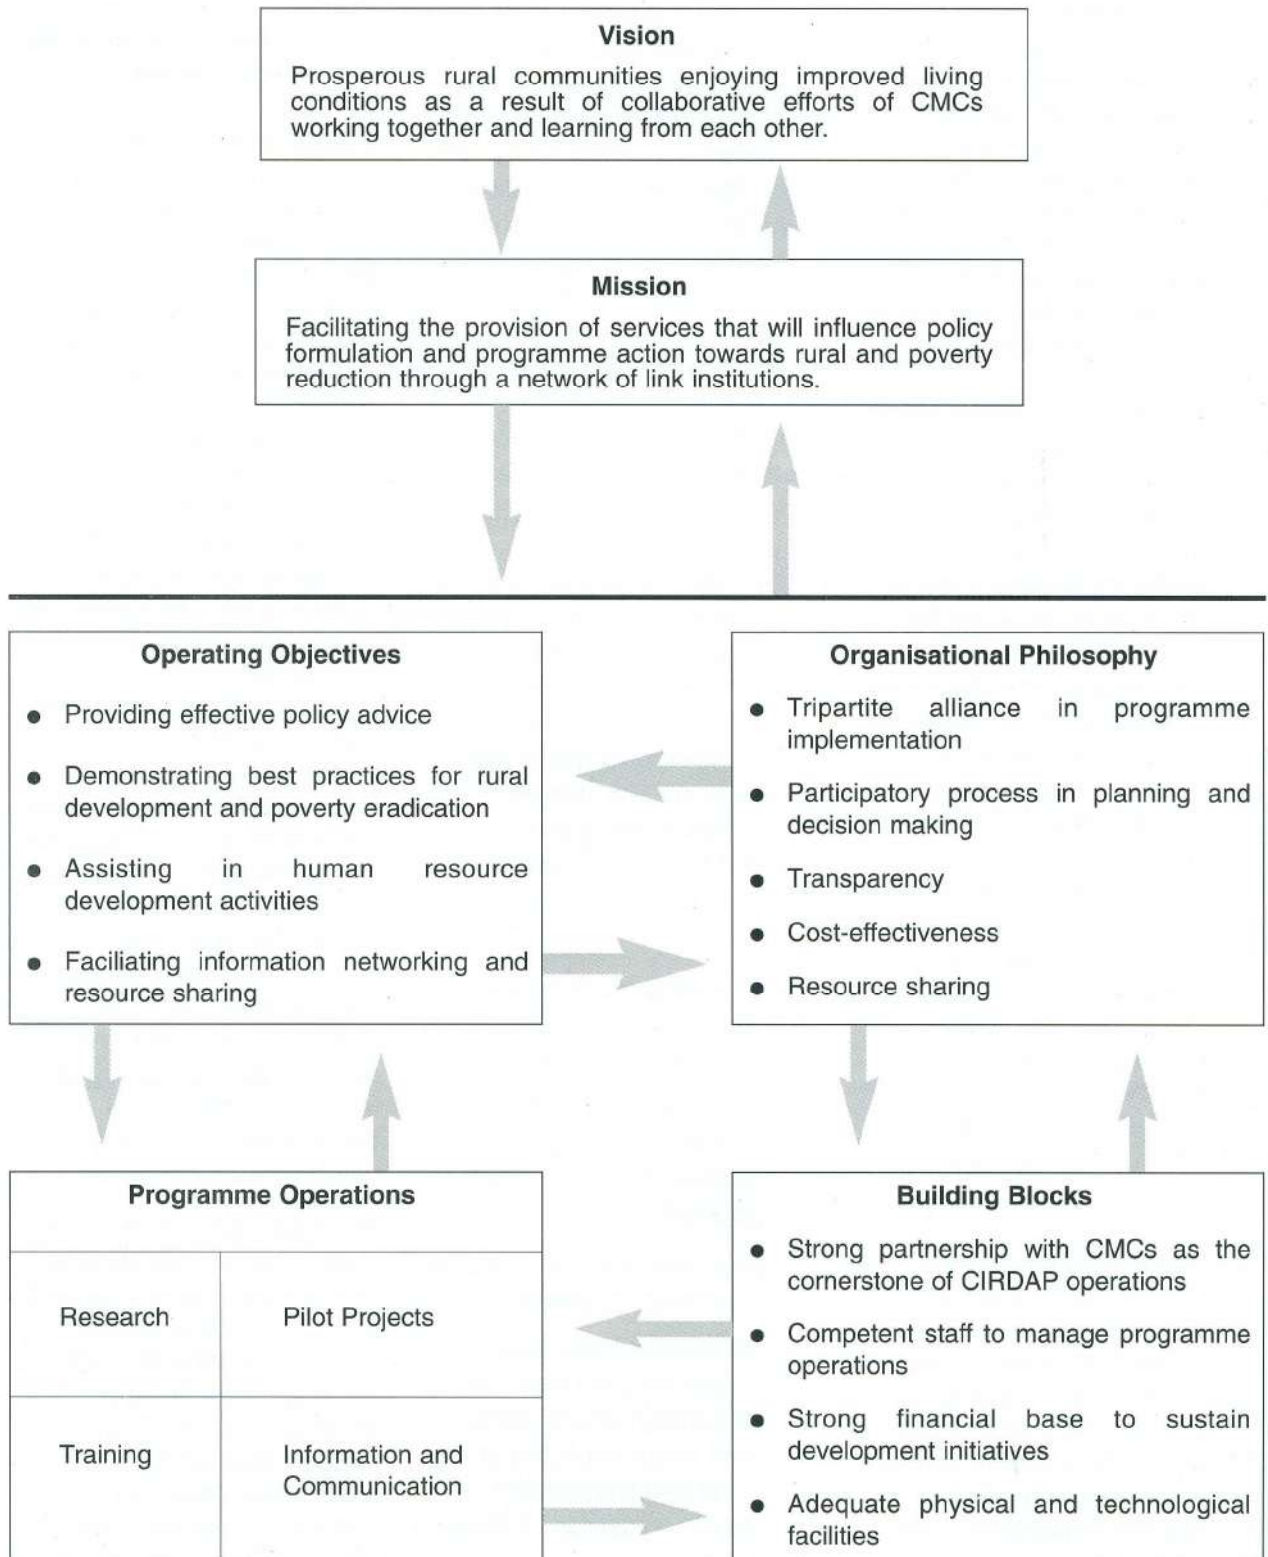 Vision
Prosperous rural communities enjoying improved living
conditions as a result of collaborative efforts of CMCs
working together and learning from each other.
Mission
Facilitating the provision of services that will influence policy
formulation and programme action towards rural and poverty
reduction through a network of link institutions.
Operating Objectives
● Providing effective policy advice
● Demonstrating best practices for rural
development and poverty eradication
● Assisting in human resource
development activities
● Faciliating information networking and
resource sharing
Organisational Philosophy
● Tripartite alliance in programme
implementation
● Participatory process in planning and
decision making
● Transparency
● Cost-effectiveness
● Resource sharing
Programme Operations
Research
Pilot Projects
Training
Information and
Communication
Building Blocks
● Strong partnership with CMCs as the
cornerstone of CIRDAP operations
● Competent staff to manage programme
operations
● Strong financial base to sustain
development initiatives
● Adequate physical and technological
facilities